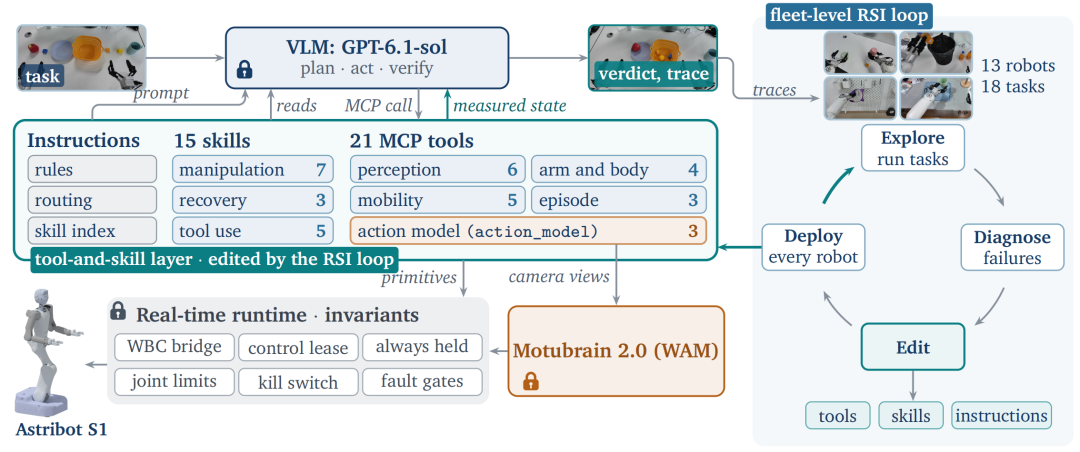 task
VLM: GPT-6.1-sol
plan · act · verify
verdict, trace
prompt
reads
MCP call
measured state
traces
Instructions
rules
routing
skill index
15 skills
manipulation 7
recovery 3
tool use 5
21 MCP tools
perception 6
arm and body 4
mobility 5
episode 3
action model (action_model) 3
tool-and-skill layer · edited by the RSI loop
primitives
camera views
Real-time runtime · invariants
WBC bridge
control lease
always held
joint limits
kill switch
fault gates
Motubrain 2.0 (WAM)
Astribot S1
fleet-level RSI loop
13 robots
18 tasks
Explore
run tasks
Diagnose
failures
Edit
Deploy
every robot
tools
skills
instructions